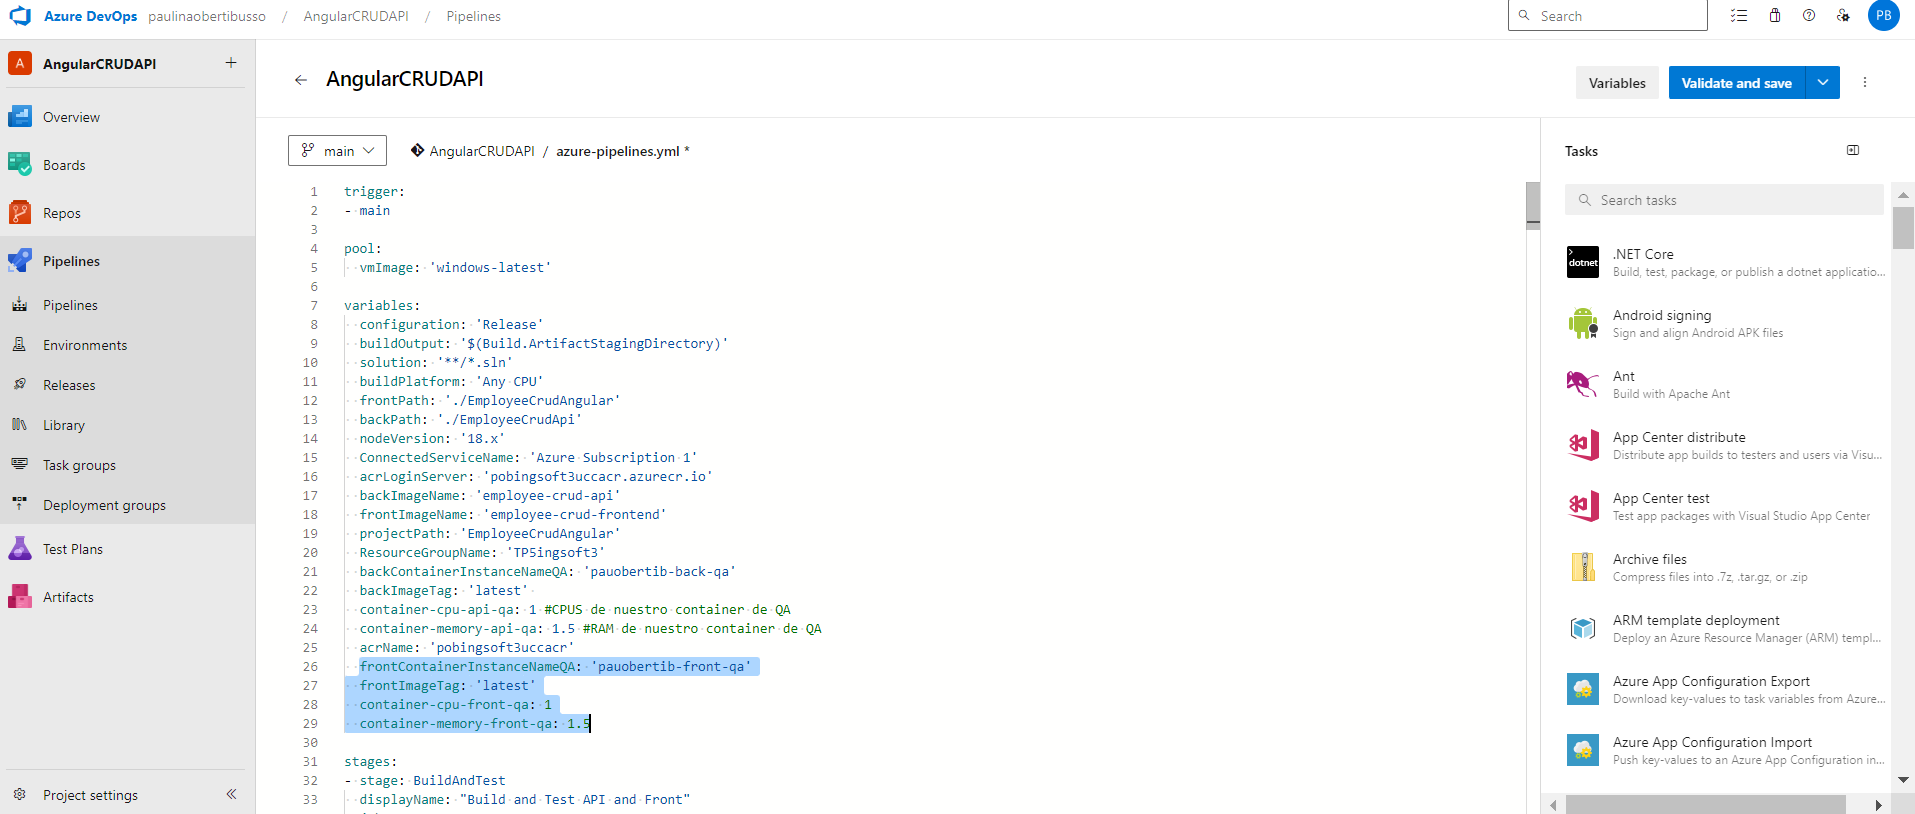 Azure DevOps paulinaobertibusso / AngularCRUDAPI / Pipelines
Search
PB
A AngularCRUDAPI +
Overview
Boards
Repos
Pipelines
Pipelines
Environments
Releases
Library
Task groups
Deployment groups
Test Plans
Artifacts
Project settings
AngularCRUDAPI
Variables
Validate and save
main
AngularCRUDAPI / azure-pipelines.yml *
1 trigger:
2 - main
3
4 pool:
5 vmImage: 'windows-latest'
6
7 variables:
8 configuration: 'Release'
9 buildOutput: '$(Build.ArtifactStagingDirectory)'
10 solution: '**/*.sln'
11 buildPlatform: 'Any CPU'
12 frontPath: './EmployeeCrudAngular'
13 backPath: './EmployeeCrudApi'
14 nodeVersion: '18.x'
15 ConnectedServiceName: 'Azure Subscription 1'
16 acrLoginServer: 'pobingsoft3uccacr.azurecr.io'
17 backImageName: 'employee-crud-api'
18 frontImageName: 'employee-crud-frontend'
19 projectPath: 'EmployeeCrudAngular'
20 ResourceGroupName: 'TP5ingsoft3'
21 backContainerInstanceNameQA: 'pauobertib-back-qa'
22 backImageTag: 'latest'
23 container-cpu-api-qa: 1 #CPUS de nuestro container de QA
24 container-memory-api-qa: 1.5 #RAM de nuestro container de QA
25 acrName: 'pobingsoft3uccacr'
26 frontContainerInstanceNameQA: 'pauobertib-front-qa'
27 frontImageTag: 'latest'
28 container-cpu-front-qa: 1
29 container-memory-front-qa: 1.5
30
31 stages:
32 - stage: BuildAndTest
33 displayName: "Build and Test API and Front"
Tasks
Search tasks
dotnet
.NET Core
Build, test, package, or publish a dotnet applicatio...
Android signing
Sign and align Android APK files
Ant
Build with Apache Ant
App Center distribute
Distribute app builds to testers and users via Visu...
App Center test
Test app packages with Visual Studio App Center
Archive files
Compress files into .7z, .tar.gz, or .zip
ARM template deployment
Deploy an Azure Resource Manager (ARM) templ...
Azure App Configuration Export
Download key-values to task variables from Azure...
Azure App Configuration Import
Push key-values to an Azure App Configuration in...